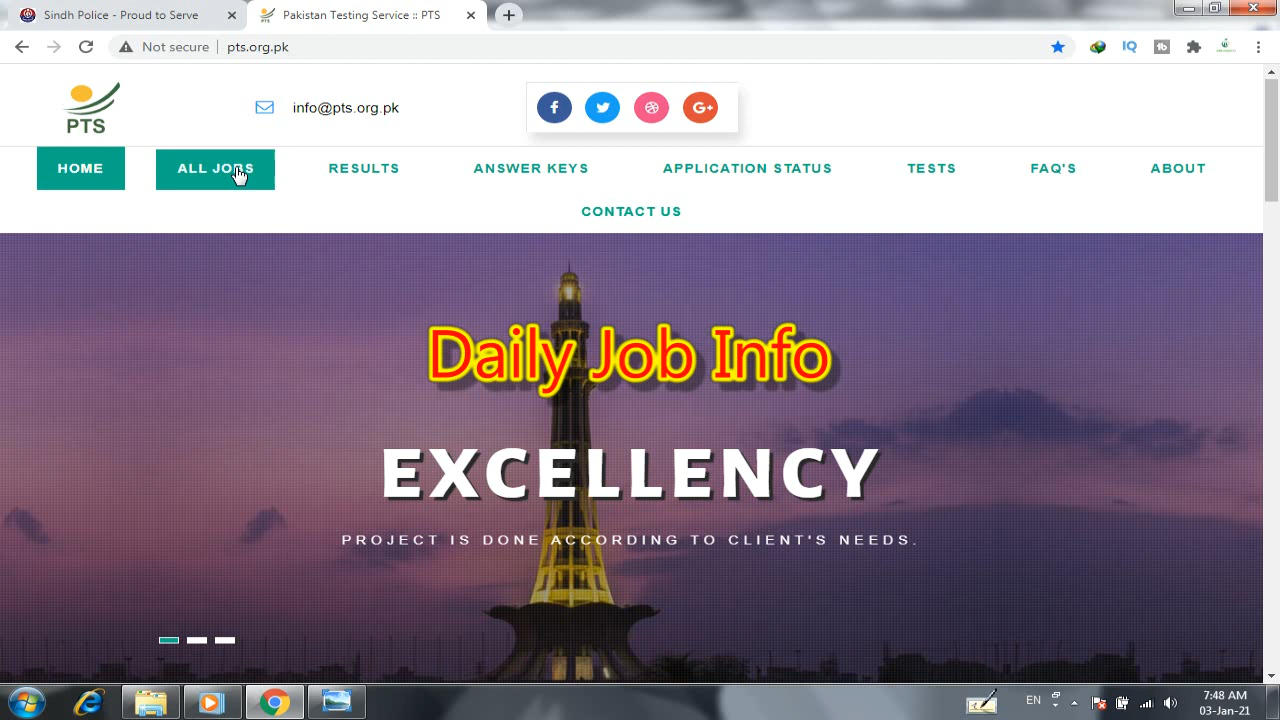 Sindh Police - Proud to Serve
Pakistan Testing Service :: PTS
Not secure
pts.org.pk
IQ
PTS
info@pts.org.pk
HOME
ALL JOBS
RESULTS
ANSWER KEYS
APPLICATION STATUS
TESTS
FAQ'S
ABOUT
CONTACT US
Daily Job Info
EXCELLENCY
PROJECT IS DONE ACCORDING TO CLIENT'S NEEDS.
EN
7:48 AM
03-Jan-21